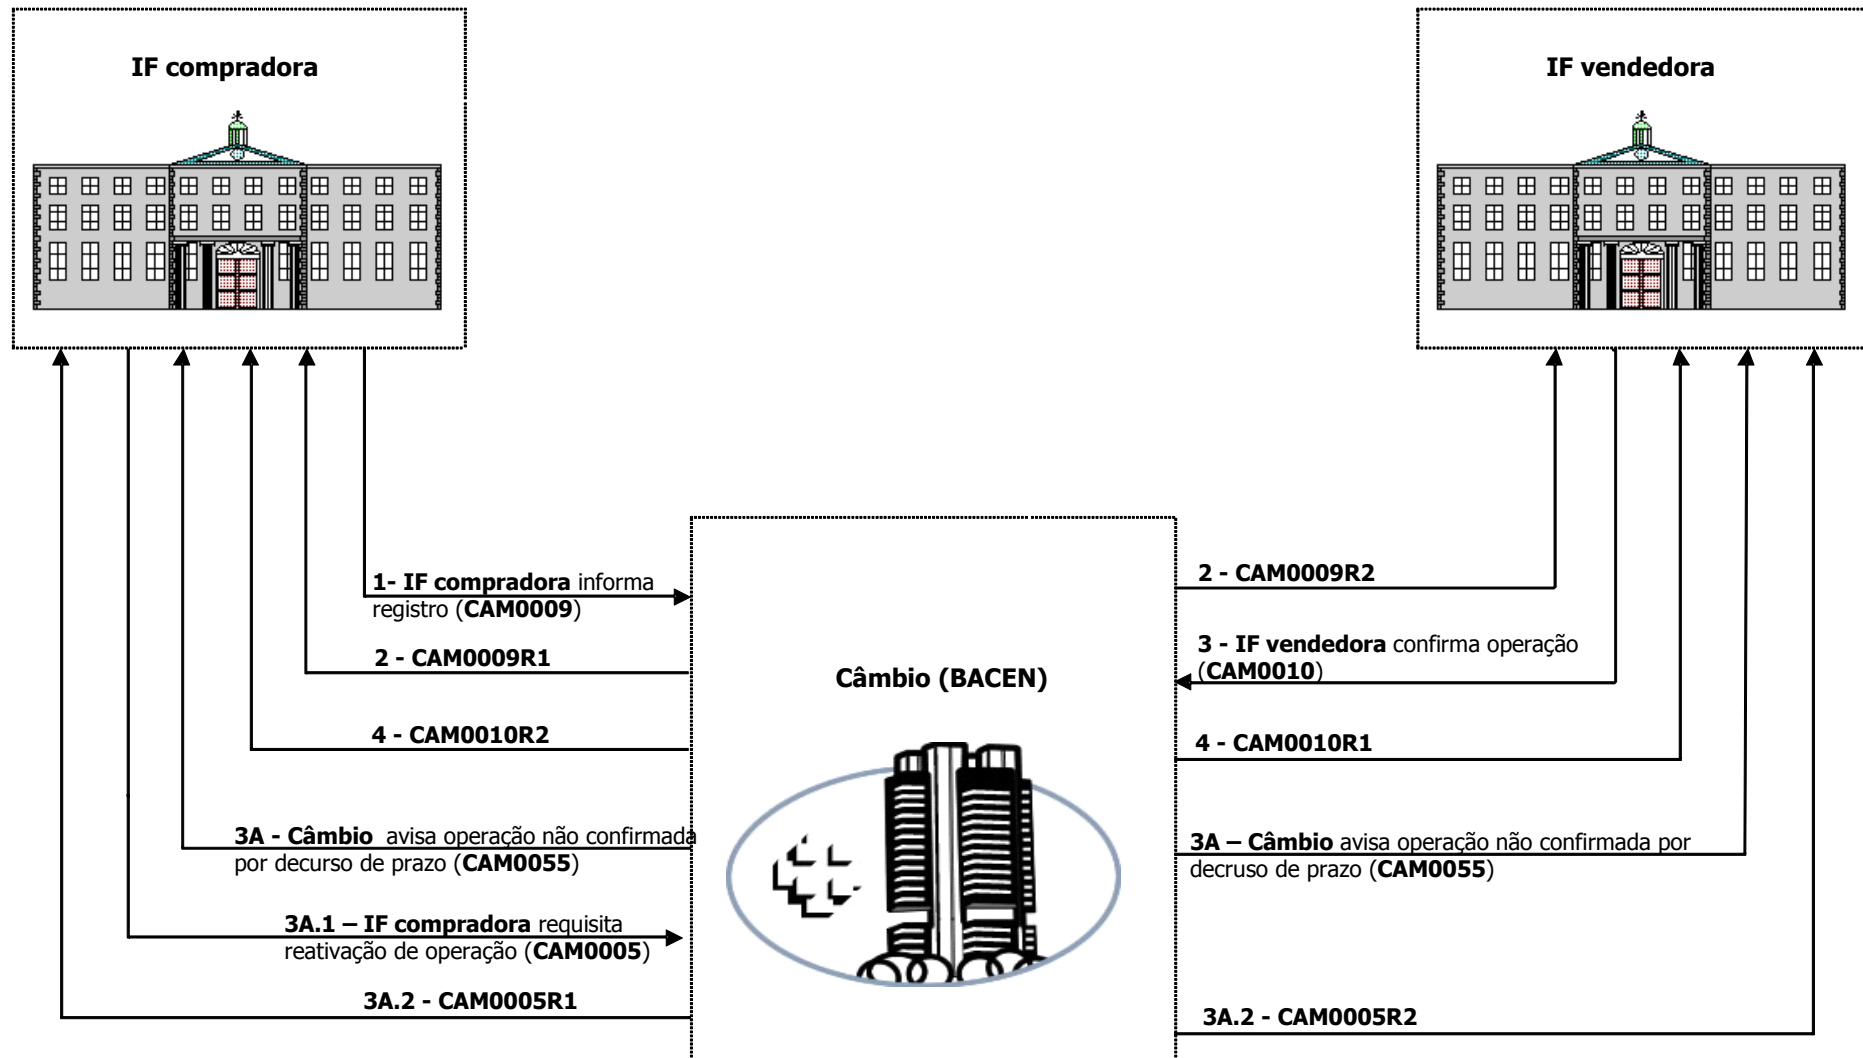 IF compradora
IF vendedora
1- IF compradora informa
registro (CAM0009)
2 - CAM0009R1
4 - CAM0010R2
3A - Câmbio avisa operação não confirmada
por decurso de prazo (CAM0055)
3A.1 – IF compradora requisita
reativação de operação (CAM0005)
3A.2 - CAM0005R1
Câmbio (BACEN)
2 - CAM0009R2
3 - IF vendedora confirma operação
(CAM0010)
4 - CAM0010R1
3A – Câmbio avisa operação não confirmada por
decruso de prazo (CAM0055)
3A.2 - CAM0005R2